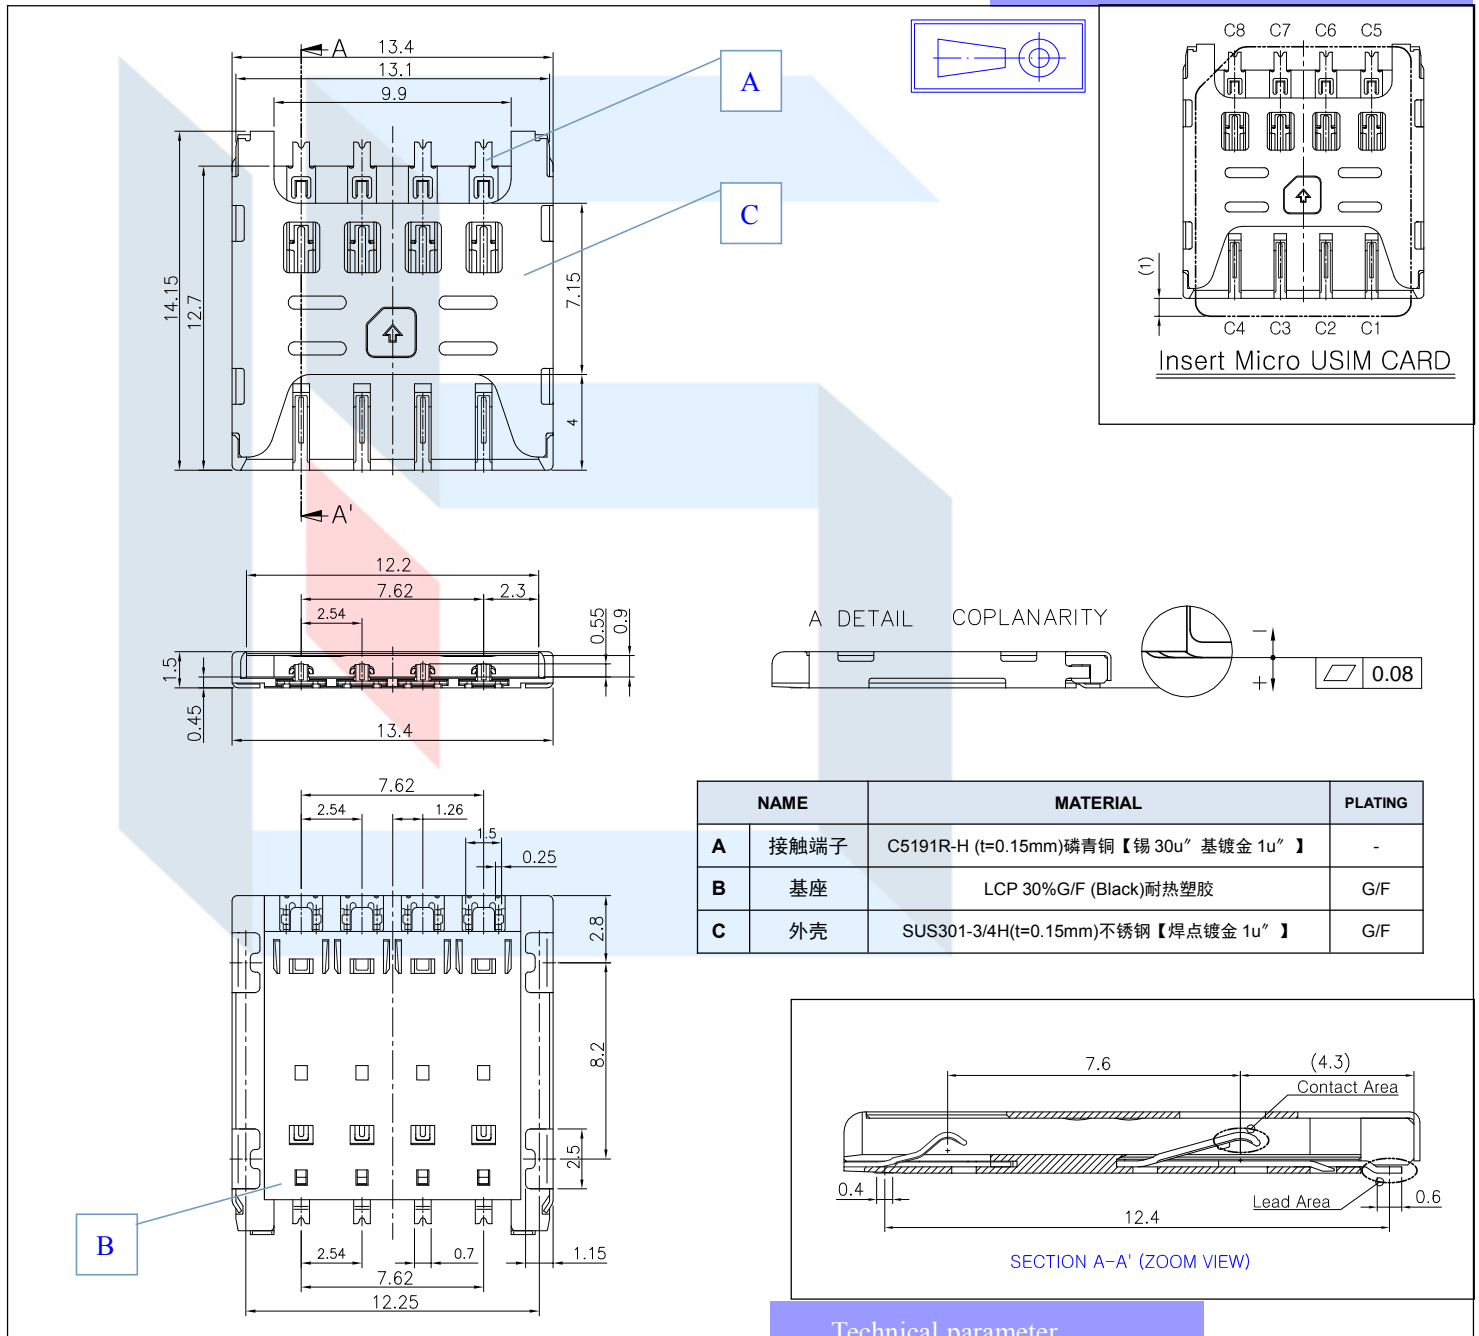 A
13.4
13.1
9.9
A
C
14.15
12.7
7.15
4
A'
C8 C7 C6 C5
(1)
C4 C3 C2 C1
Insert Micro USIM CARD
12.2
7.62
2.3
2.54
0.55
0.9
1.5
0.45
13.4
A DETAIL COPLANARITY
−
+
0.08
7.62
2.54
1.26
1.5
0.25
2.8
8.2
2.5
B
2.54
0.7
1.15
7.62
12.25
NAME MATERIAL PLATING
A 接触端子 C5191R-H (t=0.15mm)磷青铜【锡 30u″ 基镀金 1u″ 】 -
B 基座 LCP 30%G/F (Black)耐热塑胶 G/F
C 外壳 SUS301-3/4H(t=0.15mm)不锈钢【焊点镀金 1u″ 】 G/F
7.6
(4.3)
Contact Area
0.4
Lead Area
0.6
12.4
SECTION A-A' (ZOOM VIEW)
Technical parameter